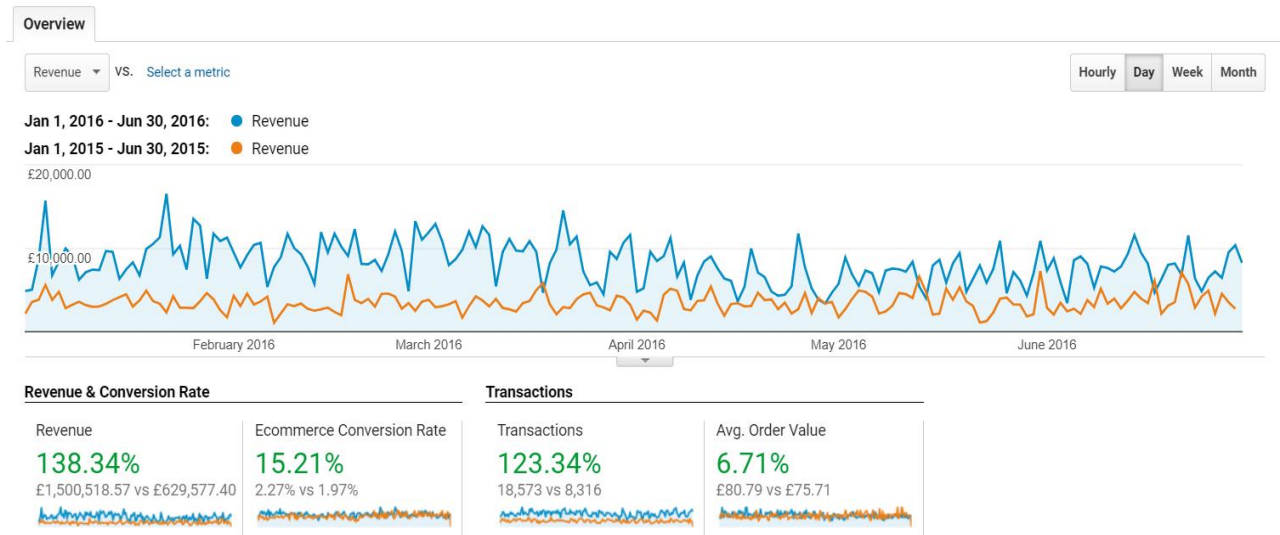 Overview
Revenue VS. Select a metric
Hourly Day Week Month
Jan 1, 2016 - Jun 30, 2016: Revenue
Jan 1, 2015 - Jun 30, 2015: Revenue
£20,000.00
£10,000.00
February 2016 March 2016 April 2016 May 2016 June 2016
Revenue & Conversion Rate
Transactions
Revenue
138.34%
£1,500,518.57 vs £629,577.40
Ecommerce Conversion Rate
15.21%
2.27% vs 1.97%
Transactions
123.34%
18,573 vs 8,316
Avg. Order Value
6.71%
£80.79 vs £75.71